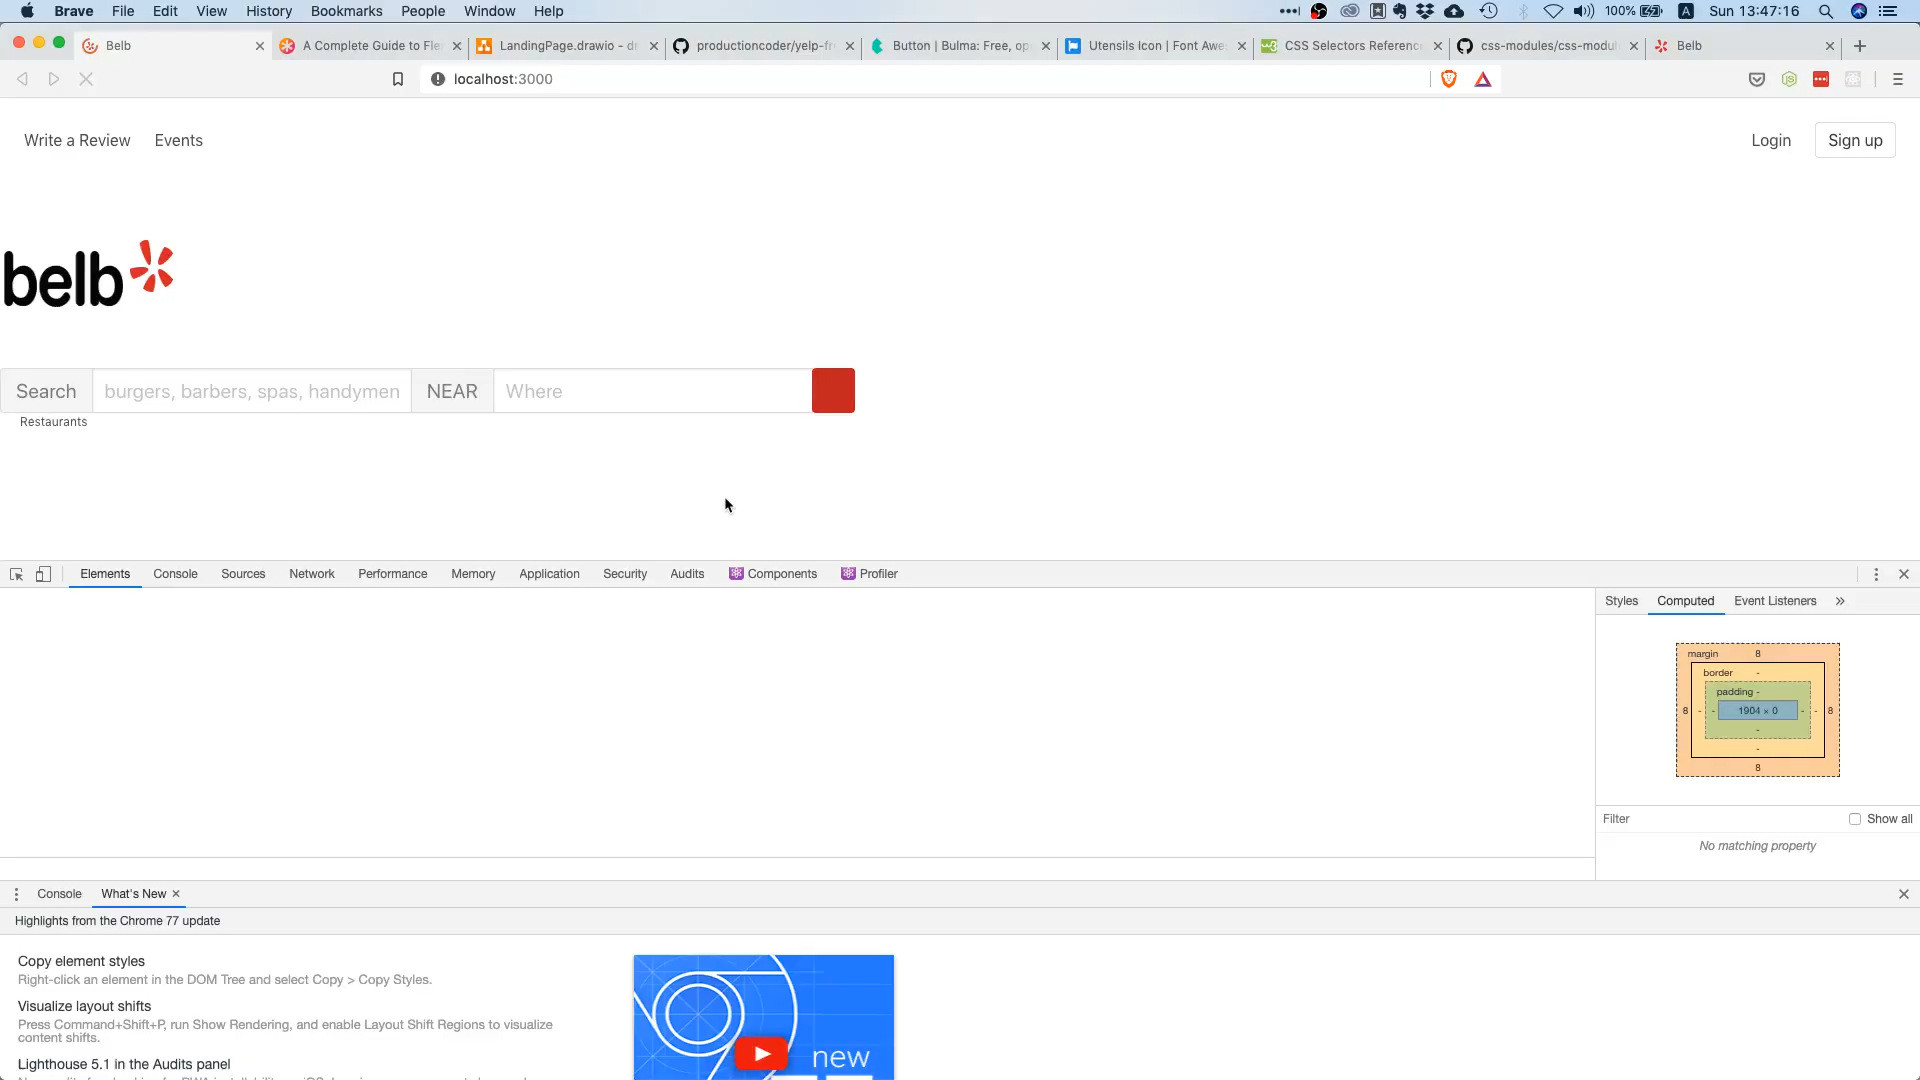 Brave File Edit View History Bookmarks People Window Help 100% A Sun 13:47:16
Belb A Complete Guide to Fle LandingPage.drawio - d productioncoder/yelp-fr Button | Bulma: Free, op Utensils Icon | Font Awe CSS Selectors Reference css-modules/css-modul Belb
localhost:3000
Write a Review Events Login Sign up
belb
Search burgers, barbers, spas, handymen NEAR Where
Restaurants
Elements Console Sources Network Performance Memory Application Security Audits Components Profiler
Styles Computed Event Listeners »
margin 8
border -
padding -
8 - - 1904 × 0 - - 8
-
-
8
Filter Show all
No matching property
Console What's New
Highlights from the Chrome 77 update
Copy element styles
Right-click an element in the DOM Tree and select Copy > Copy Styles.
Visualize layout shifts
Press Command+Shift+P, run Show Rendering, and enable Layout Shift Regions to visualize
content shifts.
new
Lighthouse 5.1 in the Audits panel